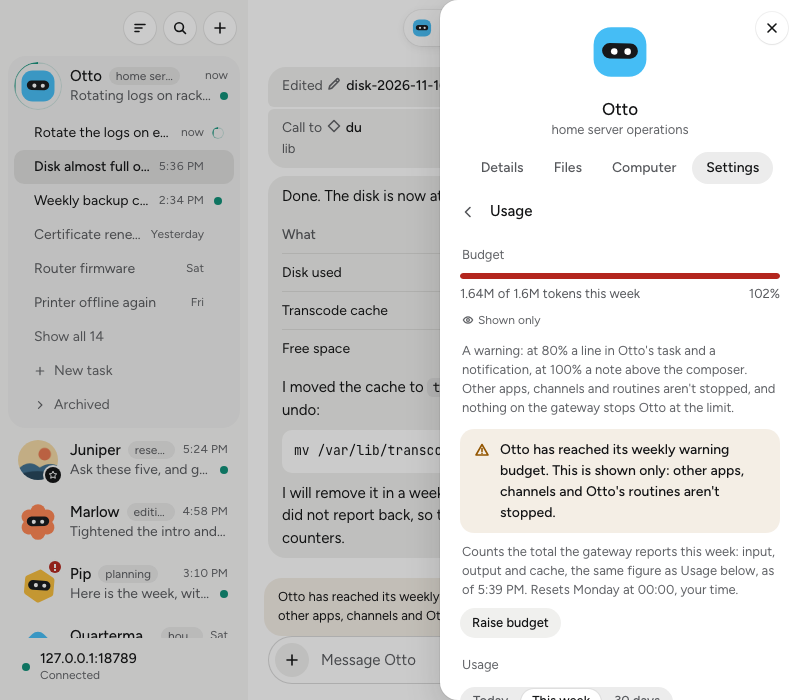 Otto home ser... now
Rotating logs on rack...
Rotate the logs on e... now
Disk almost full o... 5:36 PM
Weekly backup c... 2:34 PM
Certificate rene... Yesterday
Router firmware Sat
Printer offline again Fri
Show all 14
New task
Archived
Juniper rese... 5:24 PM
Ask these five, and g...
Marlow editi... 4:58 PM
Tightened the intro and...
Pip planning 3:10 PM
Here is the week, wit...
Quarterma hou... Sat
127.0.0.1:18789
Connected
Edited disk-2026-11-1
Call to du
lib
Done. The disk is now at
What
Disk used
Transcode cache
Free space
I moved the cache to
undo:
mv /var/lib/transco
I will remove it in a week
did not report back, so t
counters.
Otto has reached its weekly
other apps, channels and Ot
Message Otto
Otto
home server operations
Details Files Computer Settings
Usage
Budget
1.64M of 1.6M tokens this week 102%
Shown only
A warning: at 80% a line in Otto's task and a
notification, at 100% a note above the composer.
Other apps, channels and routines aren't stopped, and
nothing on the gateway stops Otto at the limit.
Otto has reached its weekly warning
budget. This is shown only: other apps,
channels and Otto's routines aren't
stopped.
Counts the total the gateway reports this week: input,
output and cache, the same figure as Usage below, as
of 5:39 PM. Resets Monday at 00:00, your time.
Raise budget
Usage
Today This week 30 days